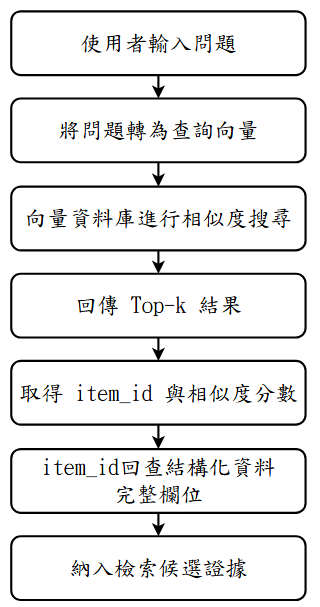 使用者輸入問題
將問題轉為查詢向量
向量資料庫進行相似度搜尋
回傳 Top-k 結果
取得 item_id 與相似度分數
item_id回查結構化資料
完整欄位
納入檢索候選證據